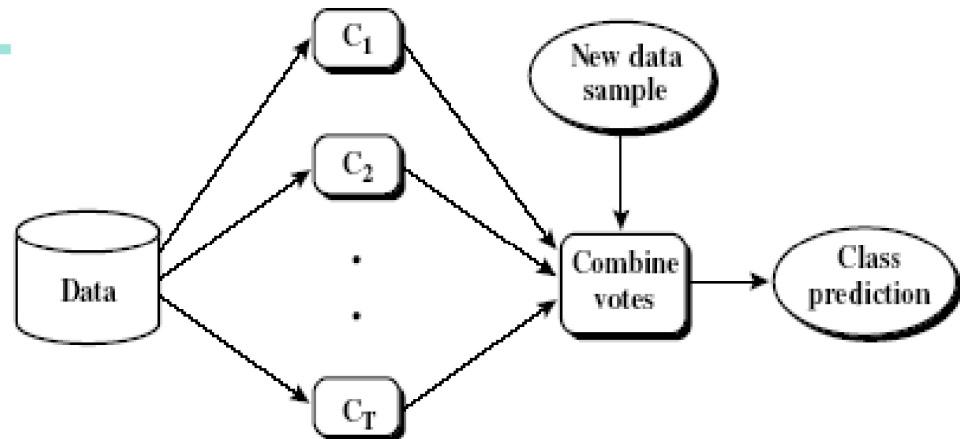 C1
New data
sample
C2
Data
Combine
votes
Class
prediction
CT